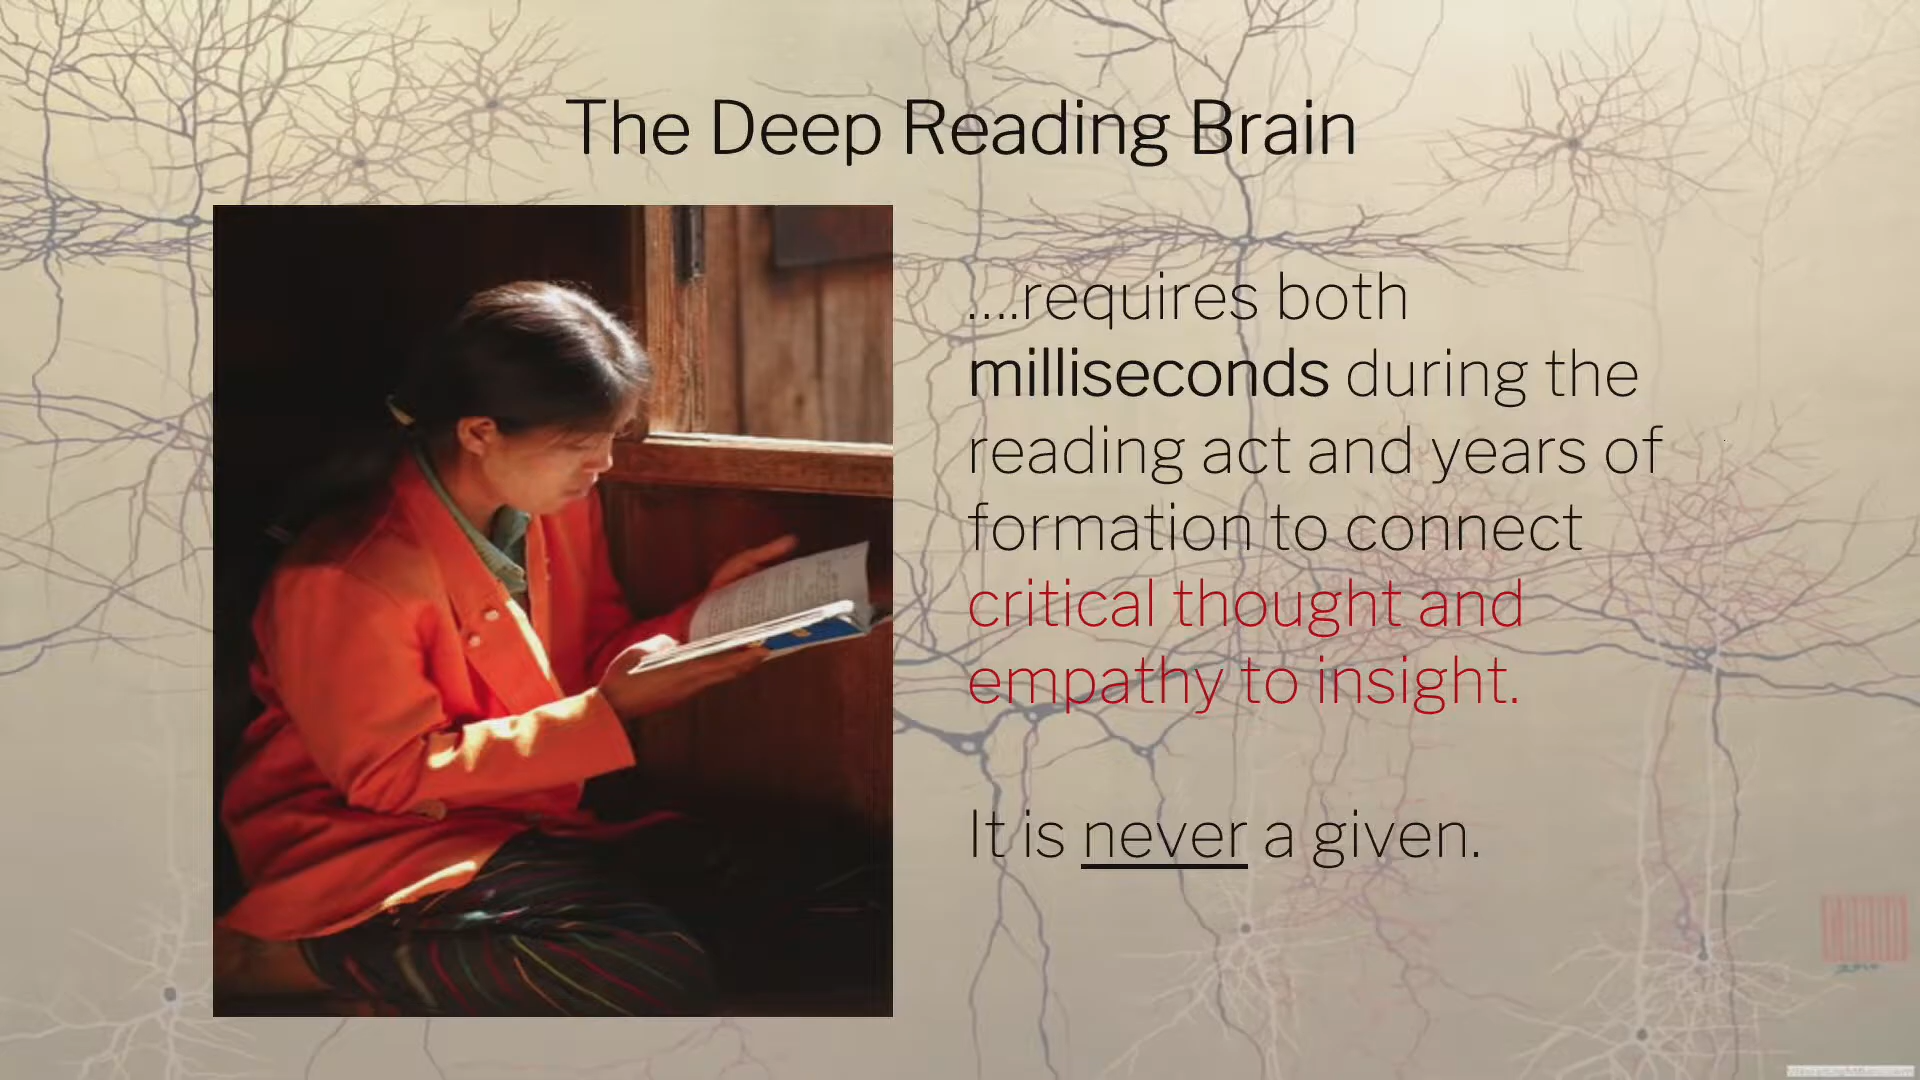 The Deep Reading Brain
....requires both
milliseconds during the
reading act and years of
formation to connect
critical thought and
empathy to insight.
It is never a given.